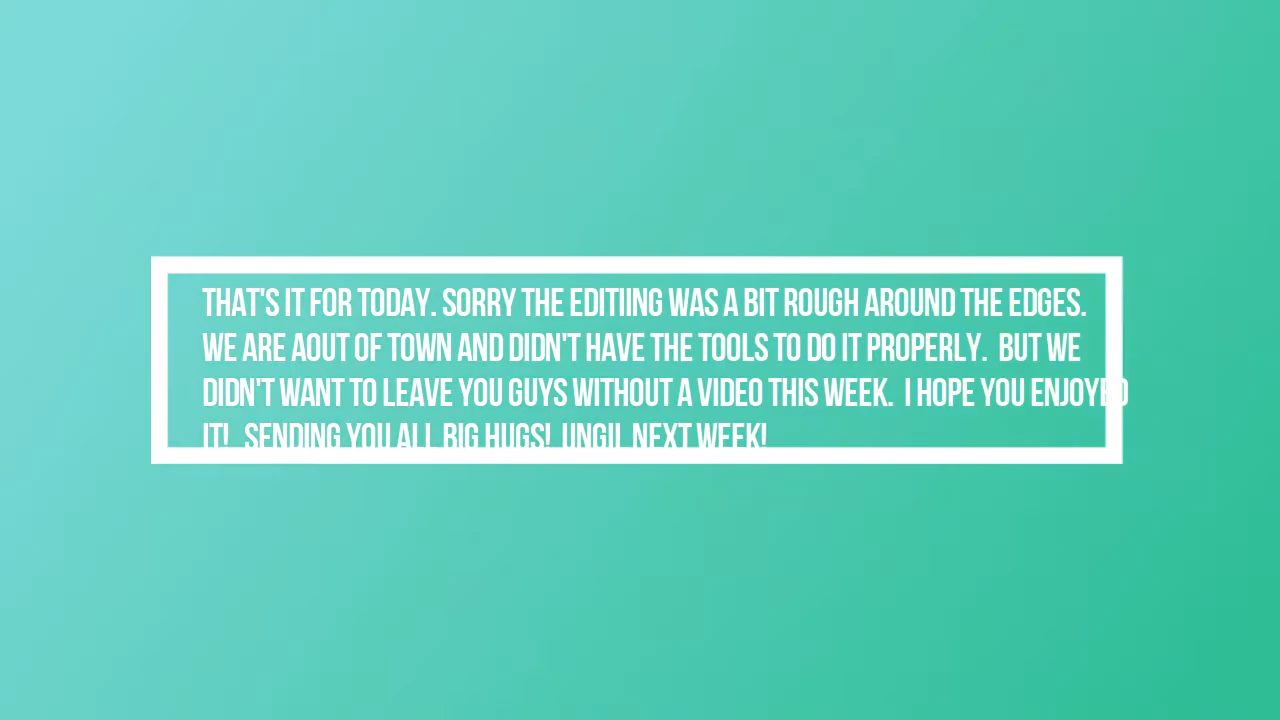 THAT'S IT FOR TODAY. SORRY THE EDITIING WAS A BIT ROUGH AROUND THE EDGES.
WE ARE AOUT OF TOWN AND DIDN'T HAVE THE TOOLS TO DO IT PROPERLY.  BUT WE
DIDN'T WANT TO LEAVE YOU GUYS WITHOUT A VIDEO THIS WEEK.  I HOPE YOU ENJOYED
IT!  SENDING YOU ALL BIG HUGS!  UNGIL NEXT WEEK!